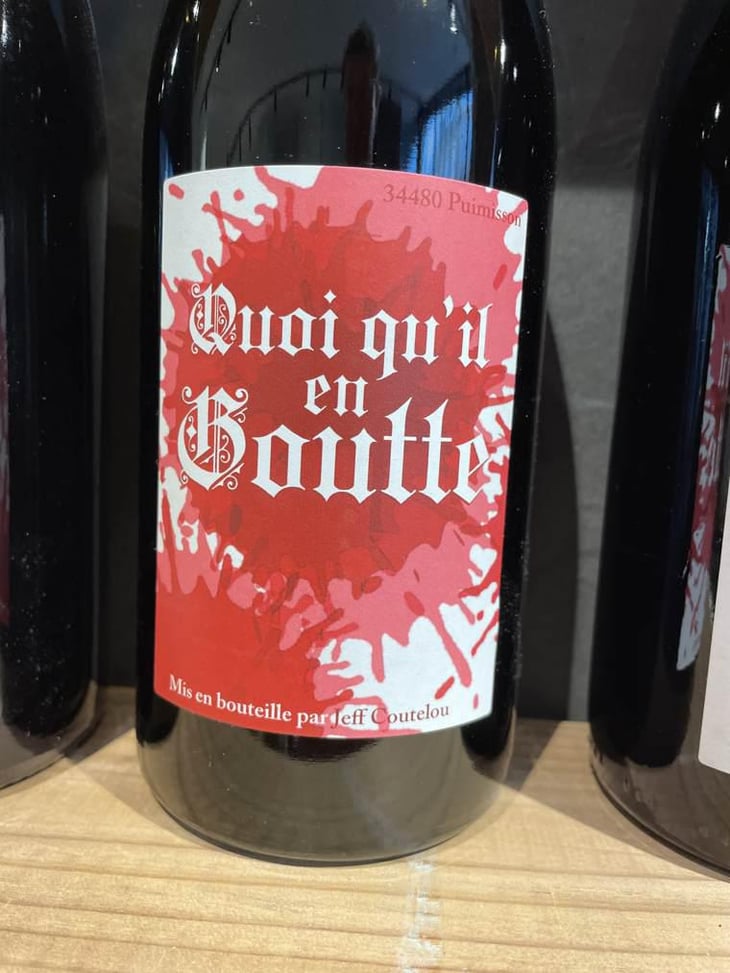 34480 Puimisson
Quoi qu'il
en
Goutte
Mis en bouteille par Jeff Coutelou